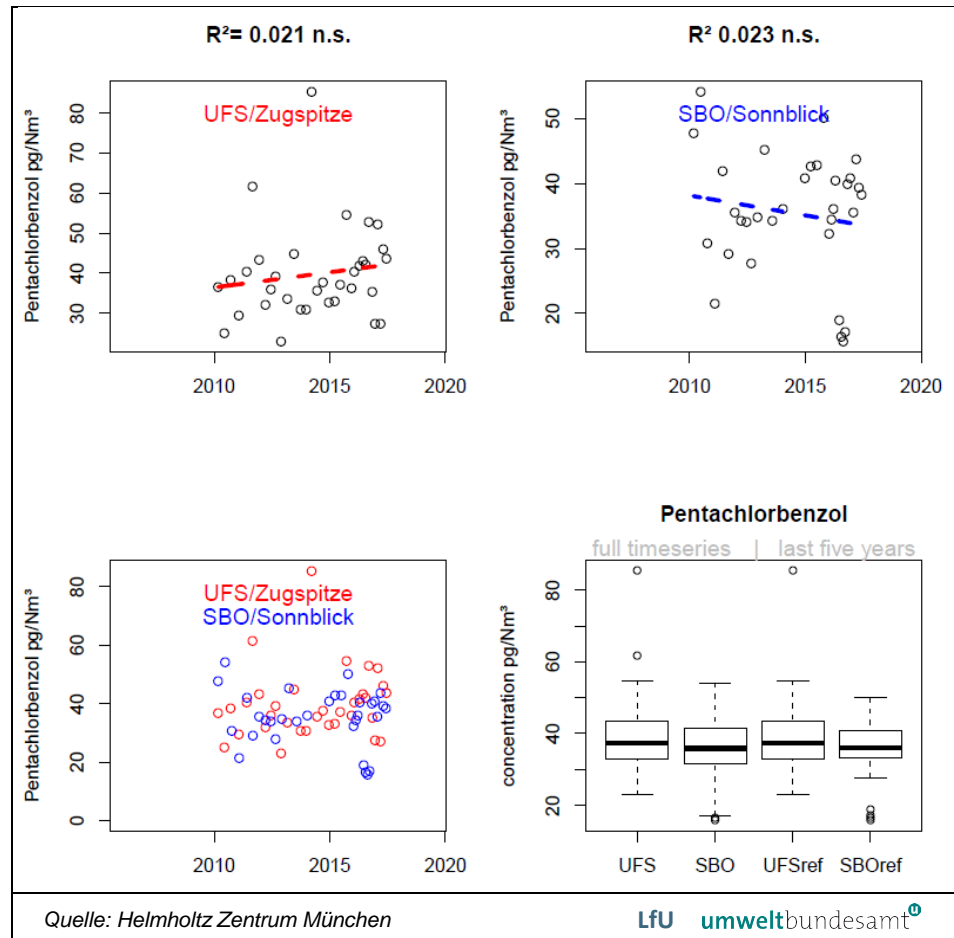 R²= 0.021 n.s.
R² 0.023 n.s.
UFS/Zugspitze
Pentachlorbenzol pg/Nm³
80
70
60
50
40
30
2010
2015
2020
SBO/Sonnblick
Pentachlorbenzol pg/Nm³
50
40
30
20
2010
2015
2020
UFS/Zugspitze
SBO/Sonnblick
Pentachlorbenzol pg/Nm³
80
60
40
20
0
2010
2015
2020
Pentachlorbenzol
full timeseries | last five years
concentration pg/Nm³
80
60
40
20
UFS SBO UFSref SBOref
Quelle: Helmholtz Zentrum München
LfU umweltbundesamt u